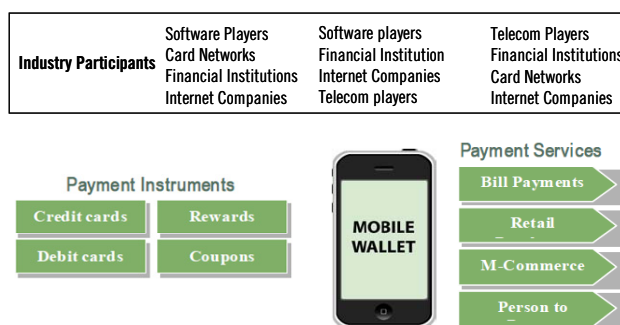 Industry Participants
Software Players
Card Networks
Financial Institutions
Internet Companies
Software players
Financial Institution
Internet Companies
Telecom players
Telecom Players
Financial Institutions
Card Networks
Internet Companies
Payment Instruments
Credit cards
Rewards
Debit cards
Coupons
MOBILE
WALLET
Payment Services
Bill Payments
Retail
M-Commerce
Person to